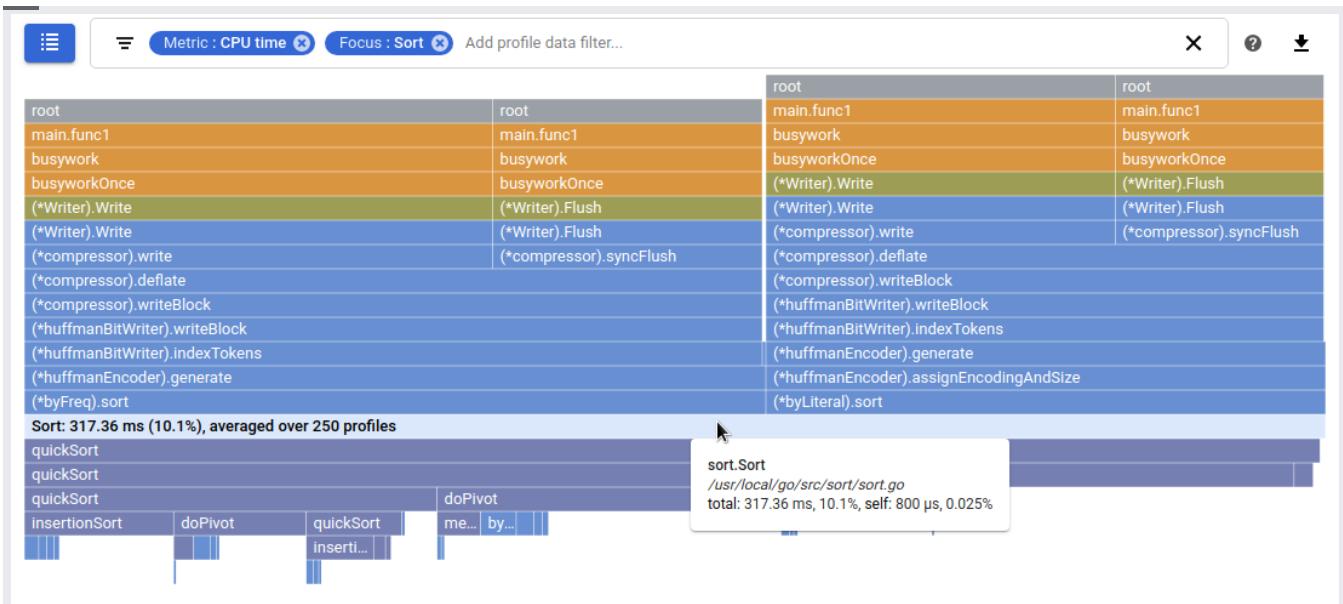 Metric : CPU time Focus : Sort Add profile data filter...
root root
root root main.func1 main.func1
main.func1 main.func1 busywork busywork
busywork busywork busyworkOnce busyworkOnce
busyworkOnce busyworkOnce (*Writer).Write (*Writer).Flush
(*Writer).Write (*Writer).Flush (*Writer).Write (*Writer).Flush
(*Writer).Write (*Writer).Flush (*compressor).write (*compressor).syncFlush
(*compressor).write (*compressor).syncFlush (*compressor).deflate
(*compressor).deflate (*compressor).writeBlock
(*compressor).writeBlock (*huffmanBitWriter).writeBlock
(*huffmanBitWriter).writeBlock (*huffmanBitWriter).indexTokens
(*huffmanBitWriter).indexTokens (*huffmanEncoder).generate
(*huffmanEncoder).generate (*huffmanEncoder).assignEncodingAndSize
(*byFreq).sort (*byLiteral).sort
Sort: 317.36 ms (10.1%), averaged over 250 profiles
quickSort
quickSort
quickSort doPivot
insertionSort doPivot quickSort me... by...
inserti...
sort.Sort
/usr/local/go/src/sort/sort.go
total: 317.36 ms, 10.1%, self: 800 µs, 0.025%